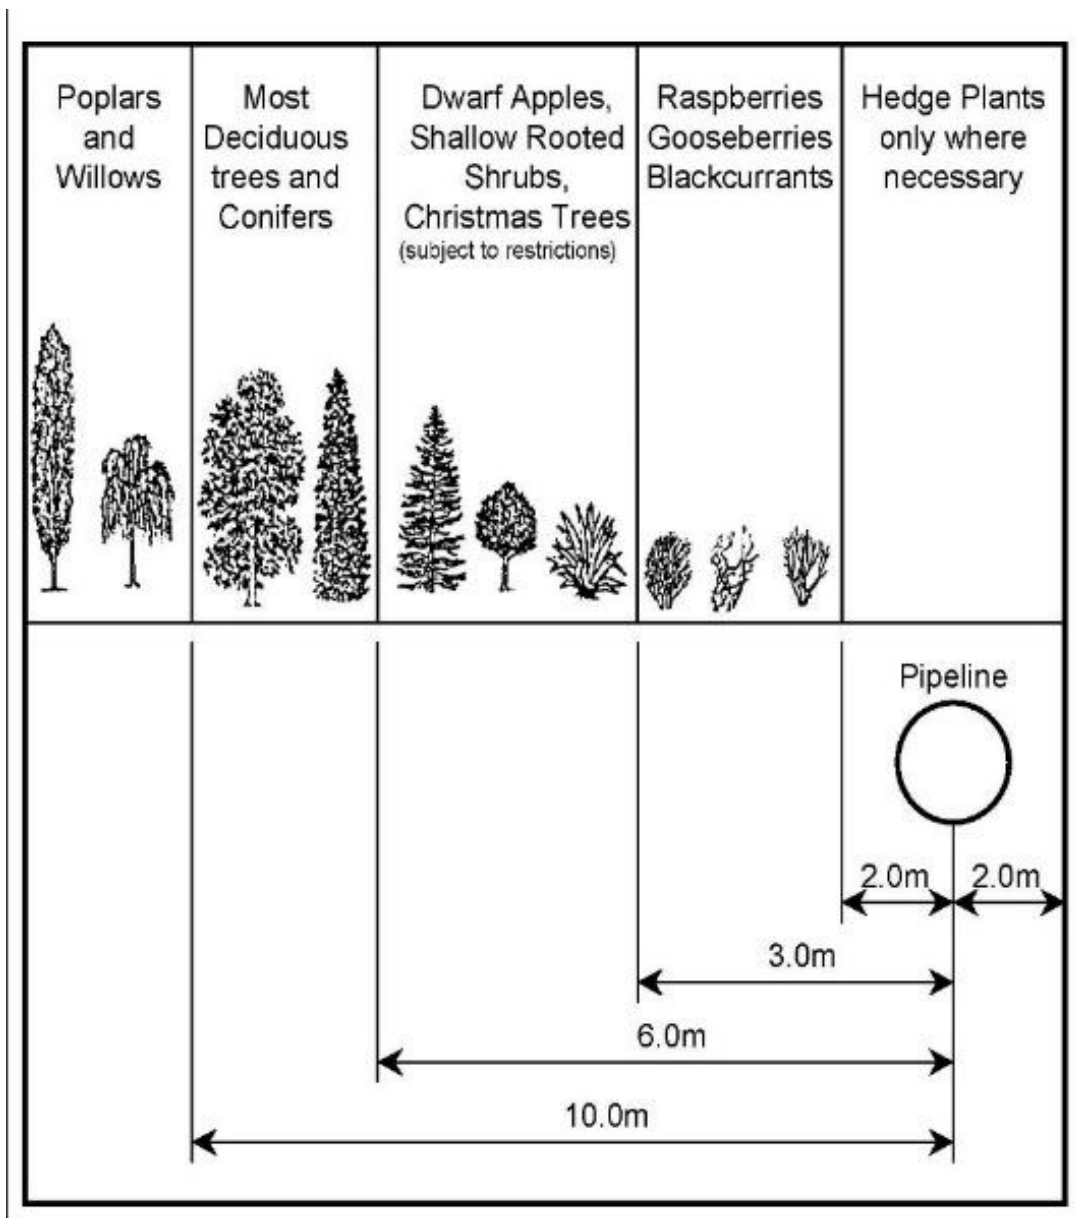 Poplars
and
Willows
Most
Deciduous
trees and
Conifers
Dwarf Apples,
Shallow Rooted
Shrubs,
Christmas Trees
(subject to restrictions)
Raspberries
Gooseberries
Blackcurrants
Hedge Plants
only where
necessary
Pipeline
2.0m
2.0m
3.0m
6.0m
10.0m